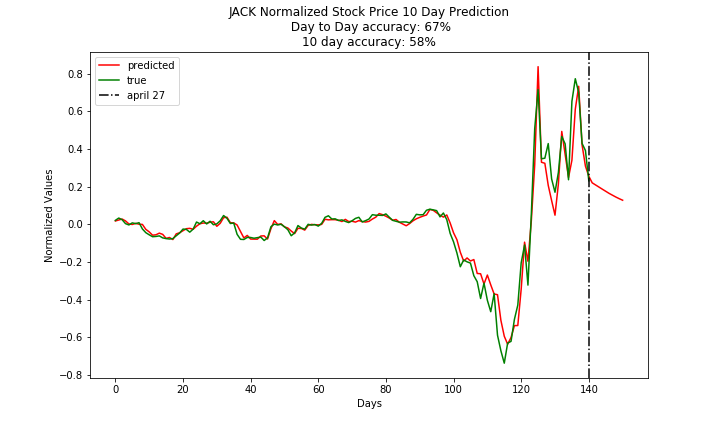 JACK Normalized Stock Price 10 Day Prediction
Day to Day accuracy: 67%
10 day accuracy: 58%
predicted
true
april 27
Normalized Values
0.8
0.6
0.4
0.2
0.0
−0.2
−0.4
−0.6
−0.8
0 20 40 60 80 100 120 140
Days